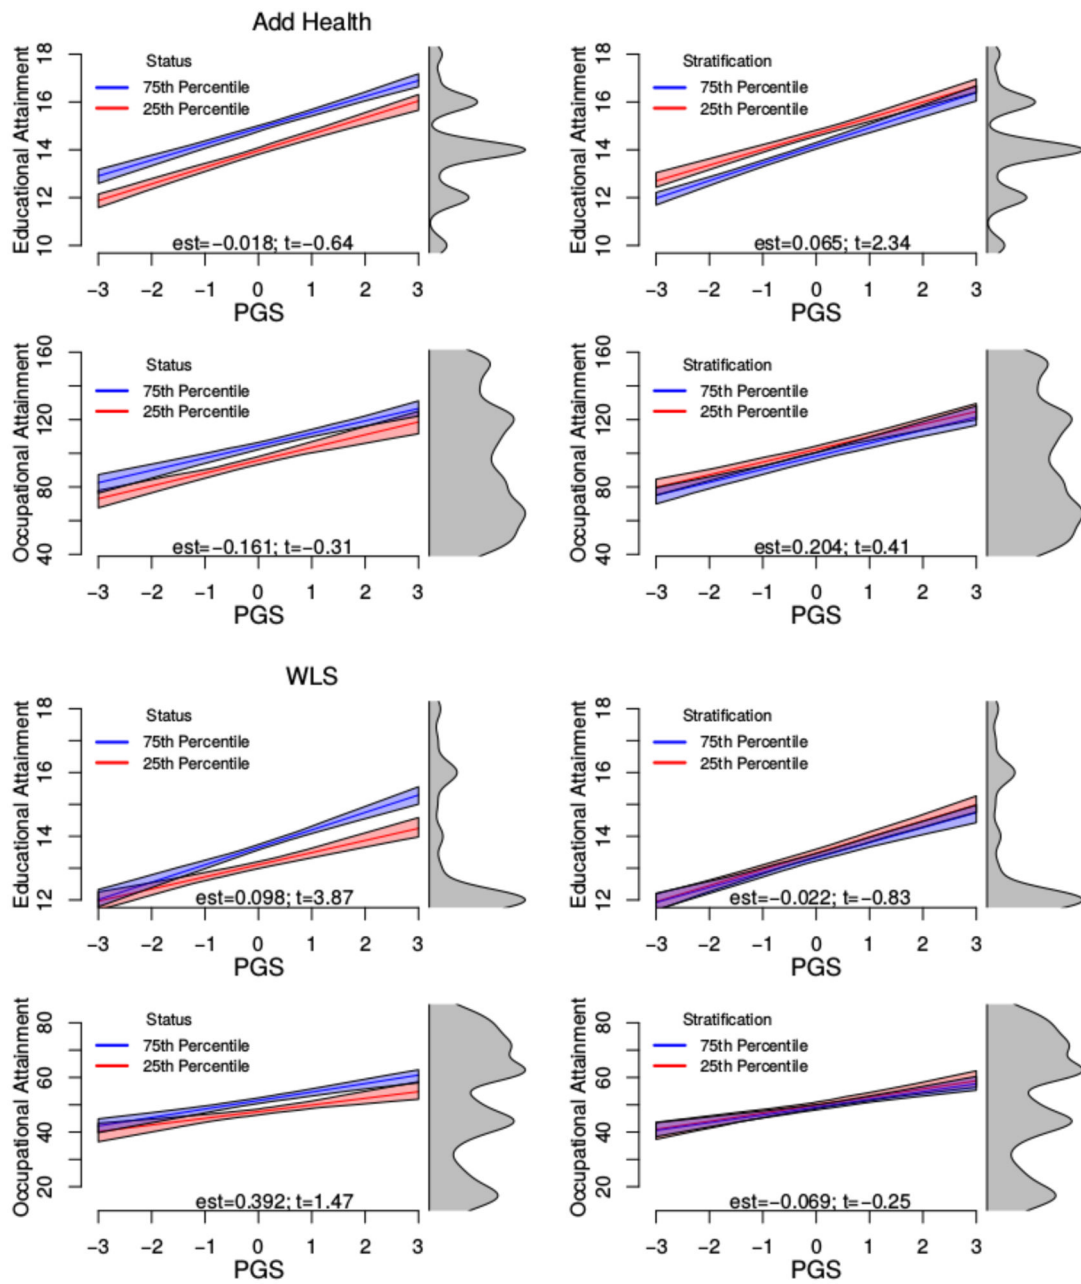 Add Health
Educational Attainment
18
16
14
12
10
Status
75th Percentile
25th Percentile
est=−0.018; t=−0.64
−3 −2 −1 0 1 2 3
PGS
Educational Attainment
18
16
14
12
10
Stratification
75th Percentile
25th Percentile
est=0.065; t=2.34
−3 −2 −1 0 1 2 3
PGS
Occupational Attainment
160
120
80
40
Status
75th Percentile
25th Percentile
est=−0.161; t=−0.31
−3 −2 −1 0 1 2 3
PGS
Occupational Attainment
160
120
80
40
Stratification
75th Percentile
25th Percentile
est=0.204; t=0.41
−3 −2 −1 0 1 2 3
PGS
WLS
Educational Attainment
18
16
14
12
Status
75th Percentile
25th Percentile
est=0.098; t=3.87
−3 −2 −1 0 1 2 3
PGS
Educational Attainment
18
16
14
12
Stratification
75th Percentile
25th Percentile
est=−0.022; t=−0.83
−3 −2 −1 0 1 2 3
PGS
Occupational Attainment
80
60
40
20
Status
75th Percentile
25th Percentile
est=0.392; t=1.47
−3 −2 −1 0 1 2 3
PGS
Occupational Attainment
80
60
40
20
Stratification
75th Percentile
25th Percentile
est=−0.069; t=−0.25
−3 −2 −1 0 1 2 3
PGS